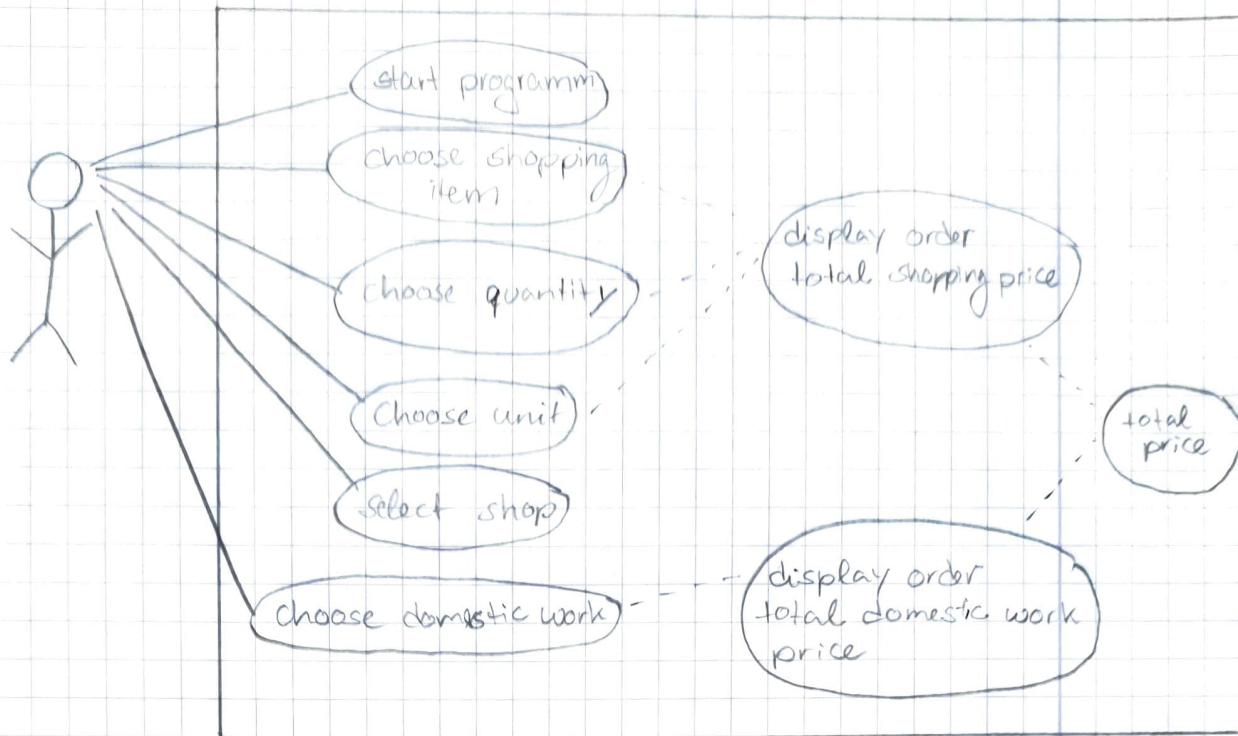 start programm
choose shopping
item
choose quantity
choose unit
select shop
choose domestic work
display order
total shopping price
display order
total domestic work
price
total
price